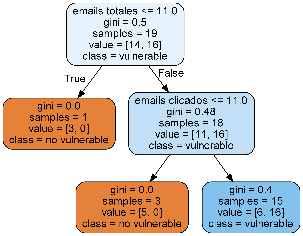 emails totales <= 11.0
gini = 0.5
samples = 19
value = [14, 16]
class = vulnerable
True
False
gini = 0.0
samples = 1
value = [3, 0]
class = no vulnerable
emails clicados <= 11.0
gini = 0.48
samples = 18
value = [11, 16]
class = vulnerable
gini = 0.0
samples = 3
value = [5, 0]
class = no vulnerable
gini = 0.4
samples = 15
value = [6, 16]
class = vulnerable